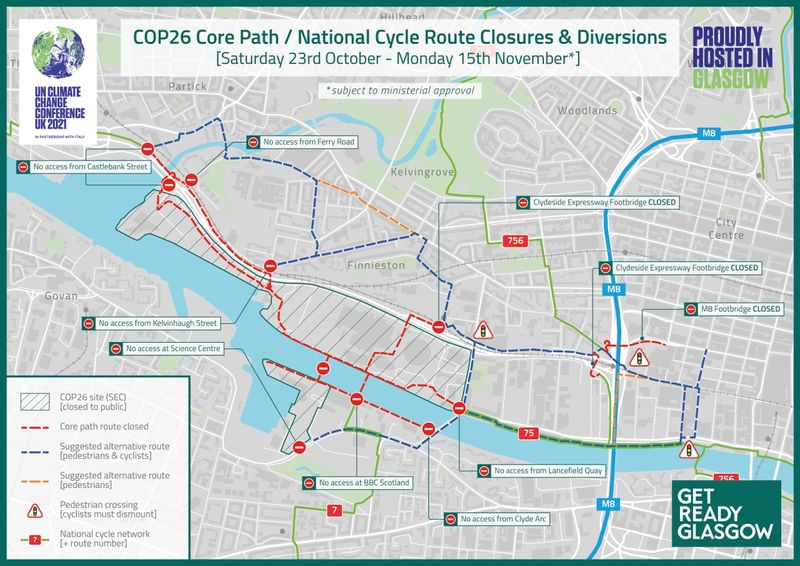 Hillhead
COP26 Core Path / National Cycle Route Closures & Diversions
[Saturday 23rd October - Monday 15th November*]
*subject to ministerial approval
UN CLIMATE
CHANGE
CONFERENCE
UK 2021
IN PARTNERSHIP WITH ITALY
PROUDLY
HOSTED IN
GLASGOW
Partick
Woodlands
M8
No access from Ferry Road
No access from Castlebank Street
Kelvingrove
Clydeside Expressway Footbridge CLOSED
City
Centre
756
Finnieston
Clydeside Expressway Footbridge CLOSED
Govan
M8
M8 Footbridge CLOSED
No access from Kelvinhaugh Street
No access at Science Centre
COP26 site (SEC)
[closed to public]
Core path route closed
Suggested alternative route
[pedestrians & cyclists]
Suggested alternative route
[pedestrians]
Pedestrian crossing
[cyclists must dismount]
7
National cycle network
[+ route number]
75
No access from Lancefield Quay
No access at BBC Scotland
756
7
M8
No access from Clyde Arc
GET
READY
GLASGOW